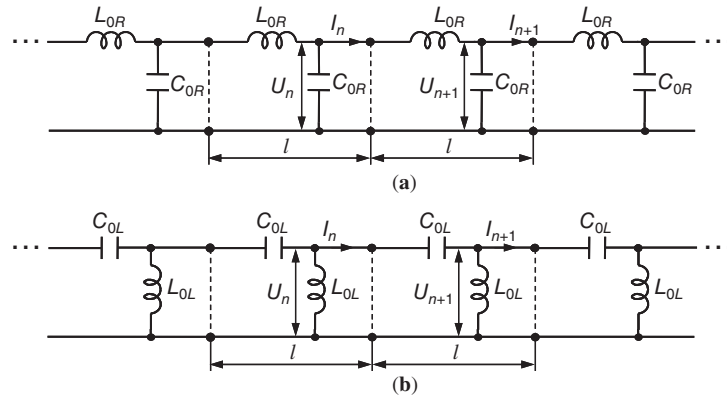 L0R L0R In L0R In+1 L0R
... ...
C0R Un C0R Un+1 C0R C0R
l l
(a)
C0L C0L In C0L In+1 C0L
... ...
L0L Un L0L Un+1 L0L L0L
l l
(b)